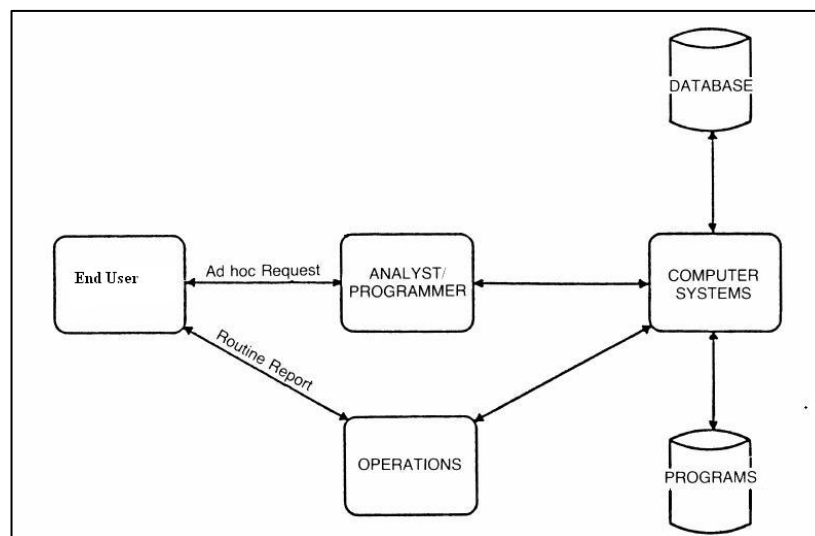 DATABASE
End User
Ad hoc Request
ANALYST/
PROGRAMMER
COMPUTER
SYSTEMS
Routine Report
OPERATIONS
PROGRAMS